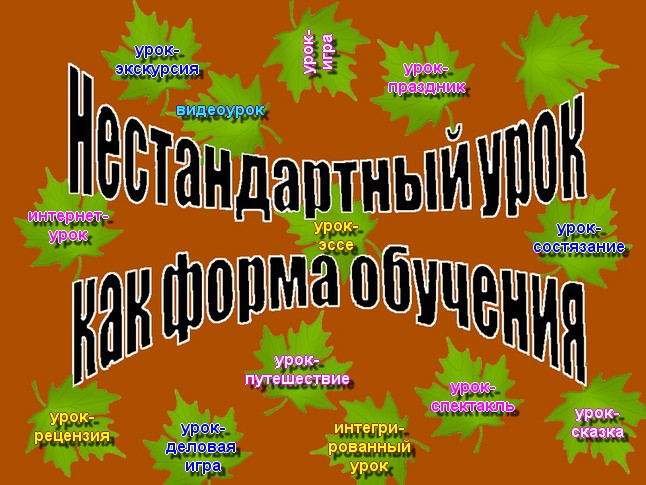 урок-
экскурсия
урок-
игра
урок-
праздник
видеоурок
Нестандартный урок
интернет-
урок
урок-
эссе
урок-
состязание
как форма обучения
урок-
путешествие
урок-
спектакль
урок-
рецензия
урок-
деловая
игра
интегри-
рованный
урок
урок-
сказка